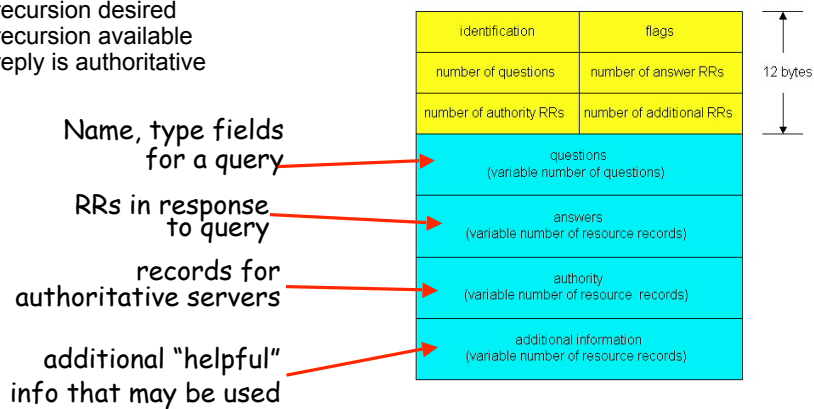 recursion desired
recursion available
reply is authoritative
identification
flags
number of questions
number of answer RRs
12 bytes
number of authority RRs
number of additional RRs
Name, type fields
for a query
questions
(variable number of questions)
RRs in response
to query
answers
(variable number of resource records)
records for
authoritative servers
authority
(variable number of resource records)
additional “helpful”
info that may be used
additional information
(variable number of resource records)